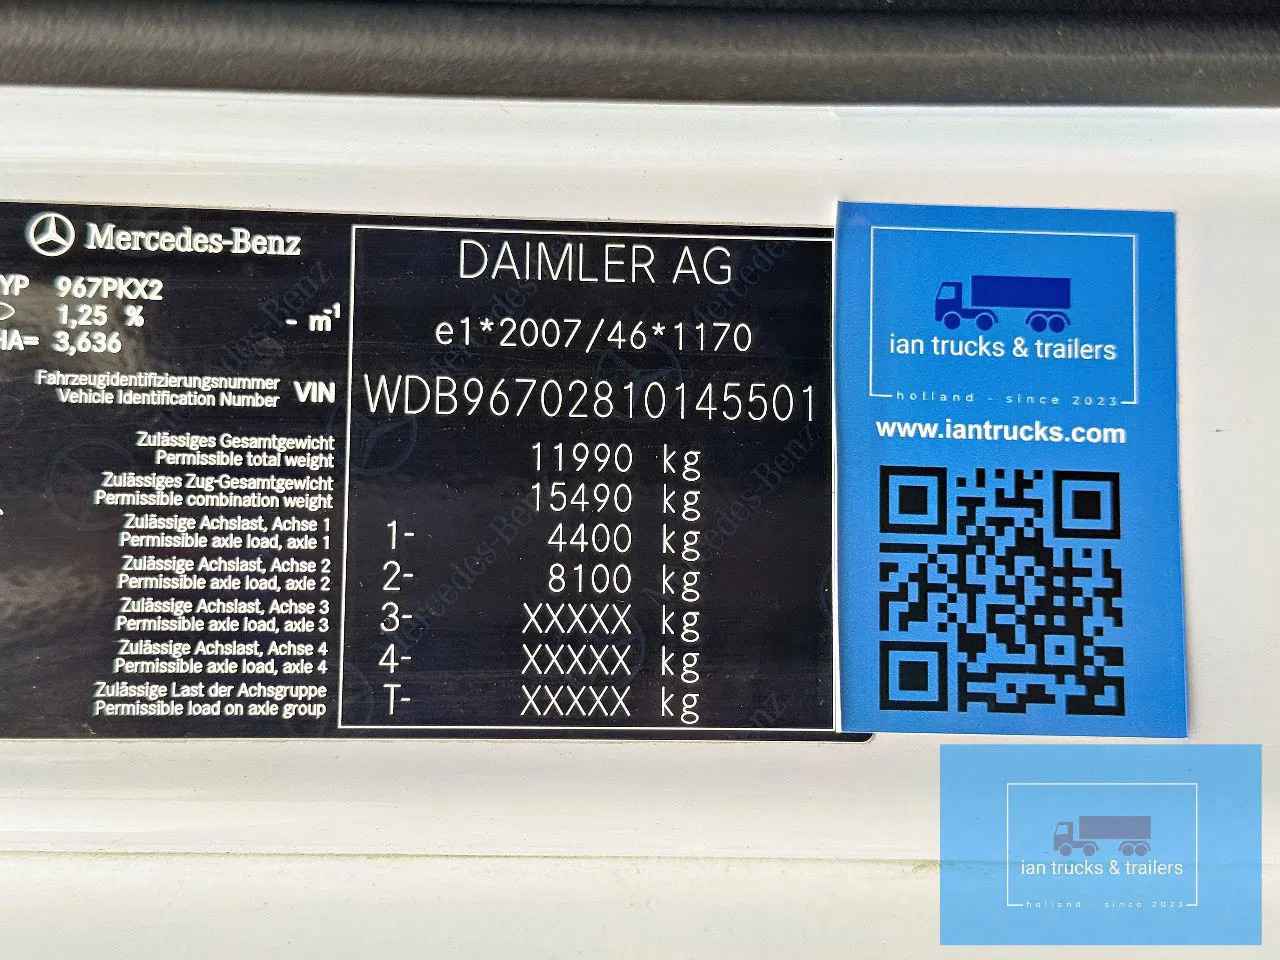 Mercedes-Benz
YP 967PKX2
1,25 % - m-1
HA= 3,636
Fahrzeugidentifizierungsnummer
Vehicle Identification Number VIN
Zulässiges Gesamtgewicht
Permissible total weight
Zulässiges Zug-Gesamtgewicht
Permissible combination weight
Zulässige Achslast, Achse 1
Permissible axle load, axle 1
Zulässige Achslast, Achse 2
Permissible axle load, axle 2
Zulässige Achslast, Achse 3
Permissible axle load, axle 3
Zulässige Achslast, Achse 4
Permissible axle load, axle 4
Zulässige Last der Achsgruppe
Permissible load on axle group
DAIMLER AG
e1*2007/46*1170
WDB96702810145501
11990 kg
15490 kg
1- 4400 kg
2- 8100 kg
3- XXXXX kg
4- XXXXX kg
T- XXXXX kg
ian trucks & trailers
holland - since 2023
www.iantrucks.com
ian trucks & trailers
holland - since 2023